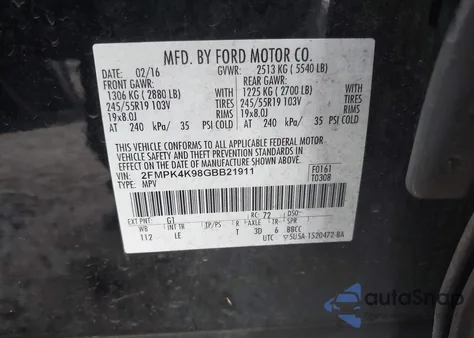 MFD. BY FORD MOTOR CO.
DATE: 02/16 GVWR: 2513 KG ( 5540 LB)
FRONT GAWR: REAR GAWR:
1306 KG ( 2880 LB) WITH 1225 KG ( 2700 LB) WITH
245/55R19 103V TIRES 245/55R19 103V TIRES
19x8.0J RIMS 19x8.0J RIMS
AT 240 kPa/ 35 PSI COLD AT 240 kPa/ 35 PSI COLD
THIS VEHICLE CONFORMS TO ALL APPLICABLE FEDERAL MOTOR
VEHICLE SAFETY AND BUMPER STANDARDS IN
EFFECT ON THE DATE OF MANUFACTURE SHOWN ABOVE.
VIN: 2FMPK4K98GBB21911 F0161
TYPE: MPV T0308
EXT PNT: G1 RC: 72 DSO:
WB INT TR TP/PS R AXLE TR SPR
112 LE T 3D 6 BBCC
UTC 5U5A-1520472-BA
autoSnap